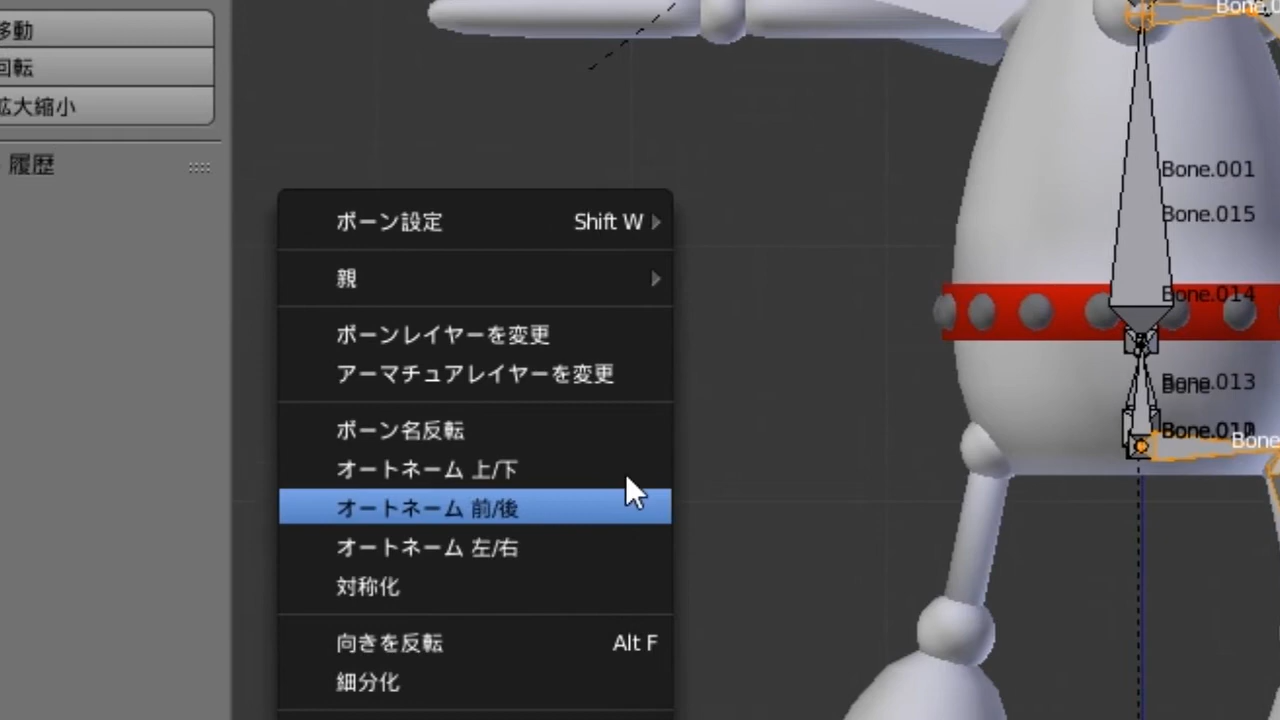 移動
回転
拡大縮小
履歴
ボーン設定 Shift W
親
ボーンレイヤーを変更
アーマチュアレイヤーを変更
ボーン名反転
オートネーム 上/下
オートネーム 前/後
オートネーム 左/右
対称化
向きを反転 Alt F
細分化
Bone.0
Bone.001
Bone.015
Bone.014
Bone.013
Bone
Bone